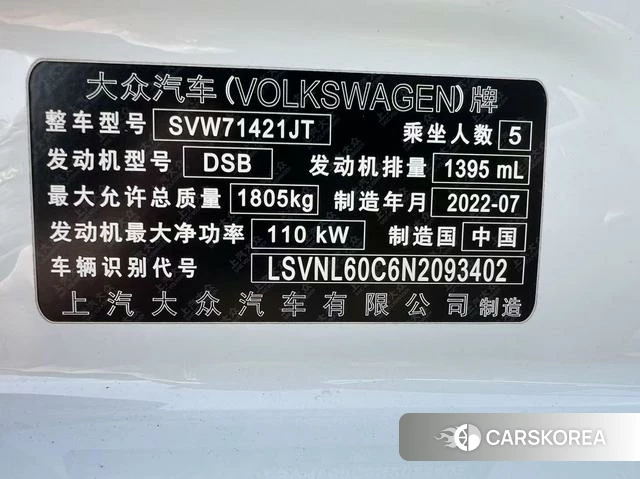 大众汽车(VOLKSWAGEN)牌
整车型号 SVW71421JT 乘坐人数 5
发动机型号 DSB 发动机排量 1395 mL
最大允许总质量 1805kg 制造年月 2022-07
发动机最大净功率 110 kW 制造国 中国
车辆识别代号 LSVNL60C6N2093402
上汽大众汽车有限公司 制造
CARSKOREA